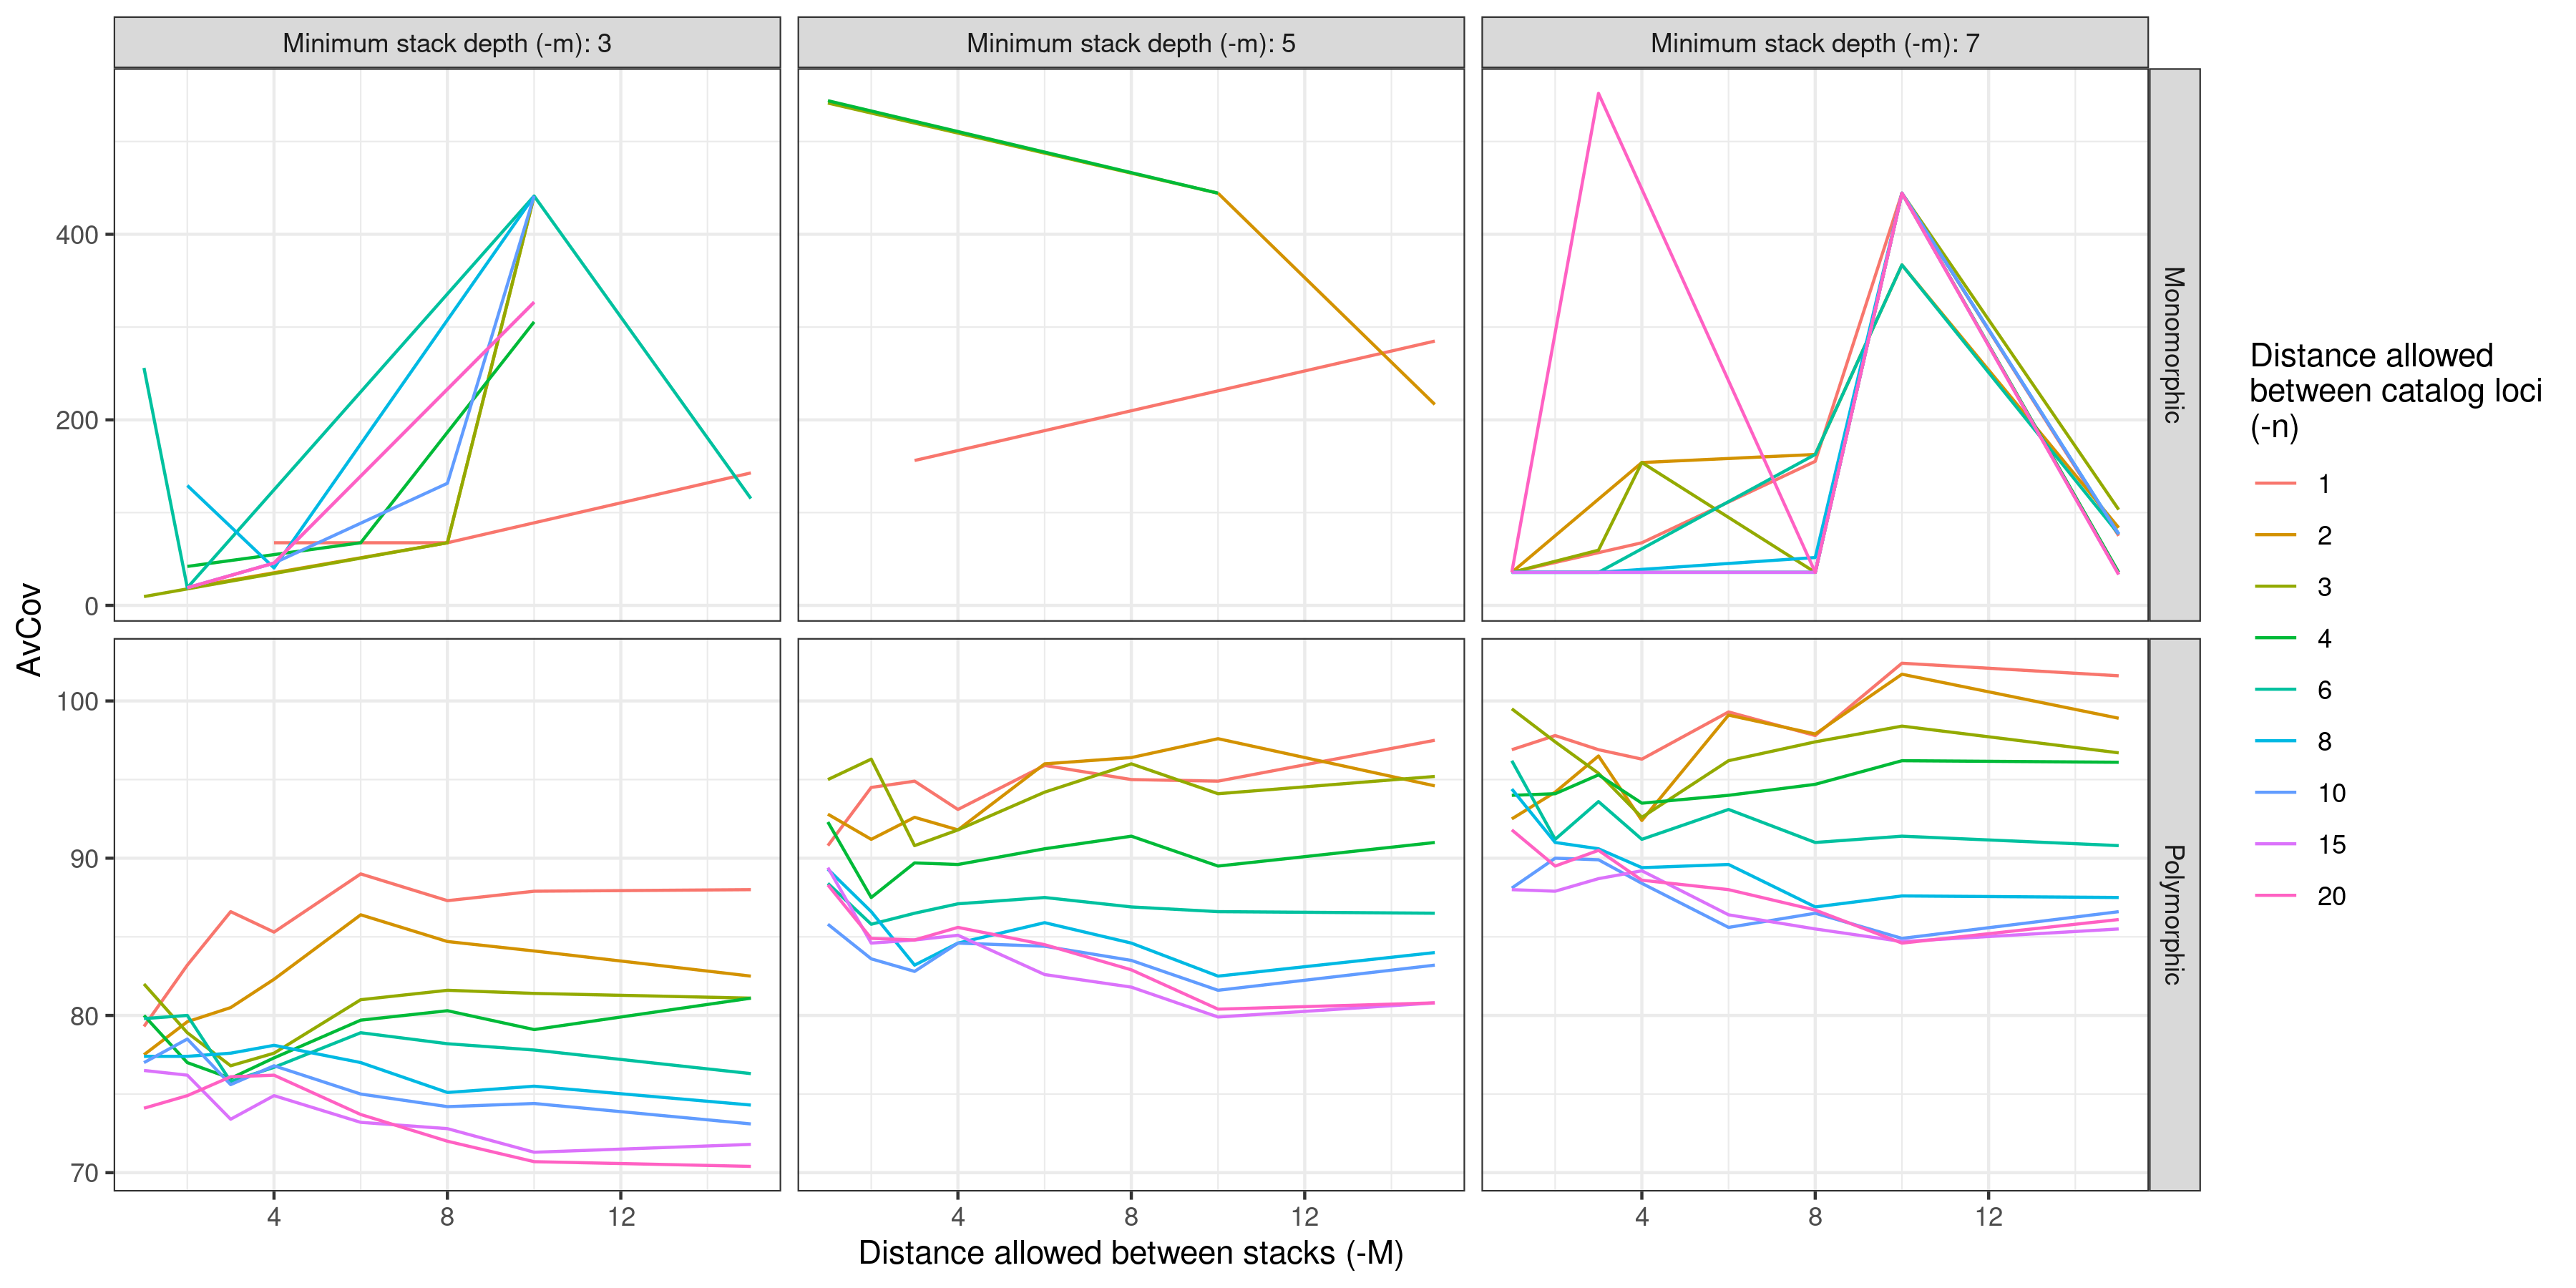 Minimum stack depth (-m): 3
Minimum stack depth (-m): 5
Minimum stack depth (-m): 7
Monomorphic
Polymorphic
AvCov
400
200
0
100
90
80
70
4
8
12
4
8
12
4
8
12
Distance allowed between stacks (-M)
Distance allowed
between catalog loci
(-n)
1
2
3
4
6
8
10
15
20